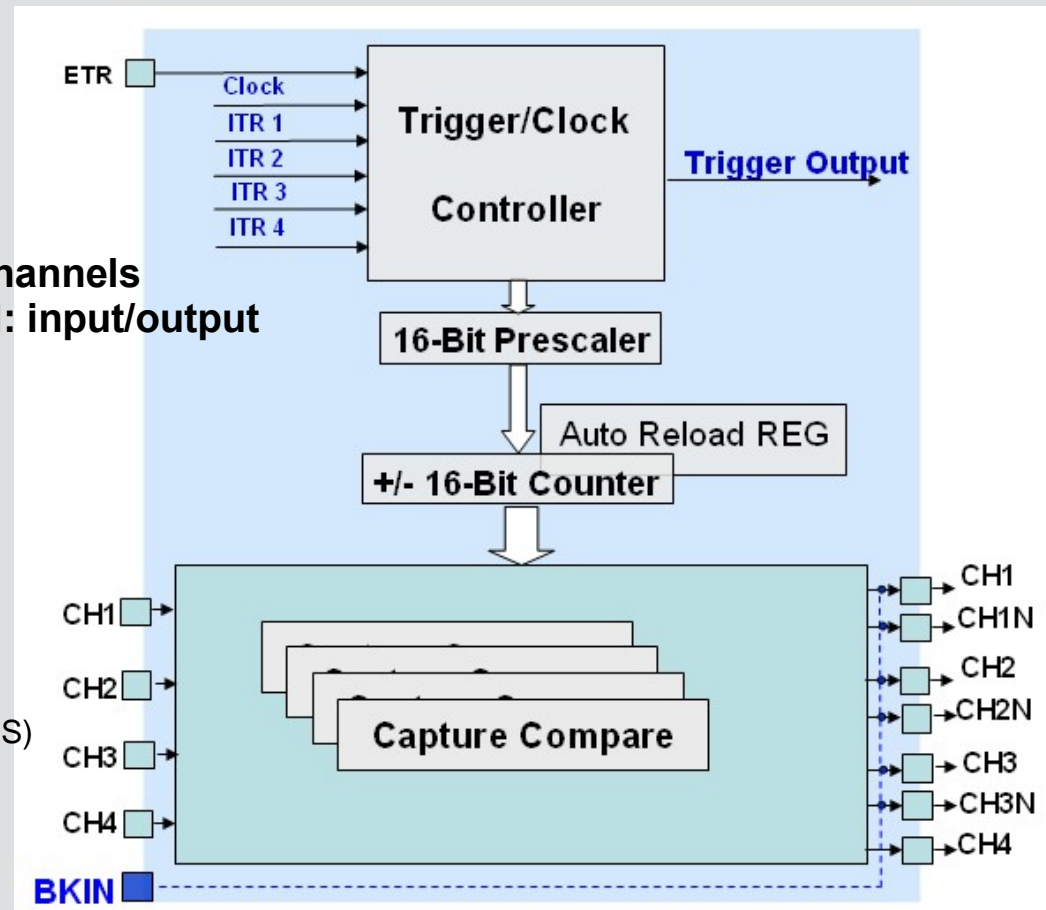 ETR
Clock
ITR 1
ITR 2
ITR 3
ITR 4
Trigger/Clock
Controller
Trigger Output
: input/output
16-Bit Prescaler
Auto Reload REG
+/- 16-Bit Counter
CH1
CH2
S)
CH3
CH4
BKIN
Capture Compare
CH1
CH1N
CH2
CH2N
CH3
CH3N
CH4